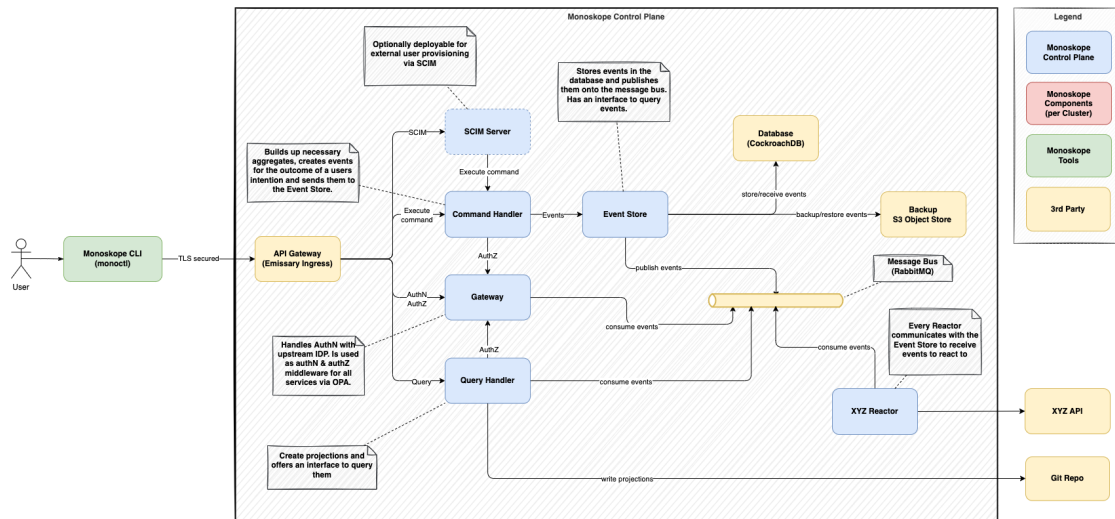 Monoskope Control Plane
Legend
Monoskope
Control Plane
Monoskope
Components
(per Cluster)
Monoskope
Tools
3rd Party
Optionally deployable for
external user provisioning
via SCIM
Stores events in the
database and publishes
them onto the message bus.
Has an interface to query
events.
SCIM
SCIM Server
Database
(CockroachDB)
Builds up necessary
aggregates, creates events
for the outcome of a users
intention and sends them to
the Event Store.
Execute command
store/receive events
Execute
command
Command Handler
Events
Event Store
backup/restore events
Backup
S3 Object Store
User
Monoskope CLI
(monoctl)
TLS secured
API Gateway
(Emissary Ingress)
AuthZ
publish events
Message Bus
(RabbitMQ)
AuthN
AuthZ
Gateway
consume events
Handles AuthN with
upstream IDP. Is used
as authN & authZ
middleware for all
services via OPA.
AuthZ
Every Reactor
communicates with the
Event Store to receive
events to react to
consume events
Query
Query Handler
consume events
XYZ Reactor
XYZ API
Create projections and
offers an interface to query
them
write projections
Git Repo